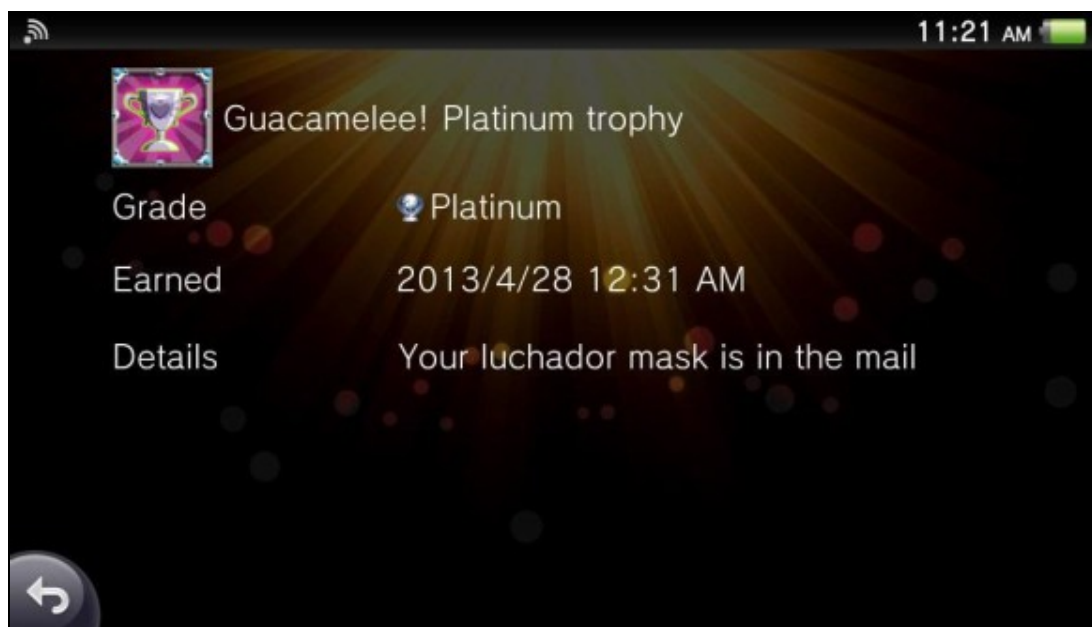 11:21 AM
Guacamelee! Platinum trophy
Grade Platinum
Earned 2013/4/28 12:31 AM
Details Your luchador mask is in the mail